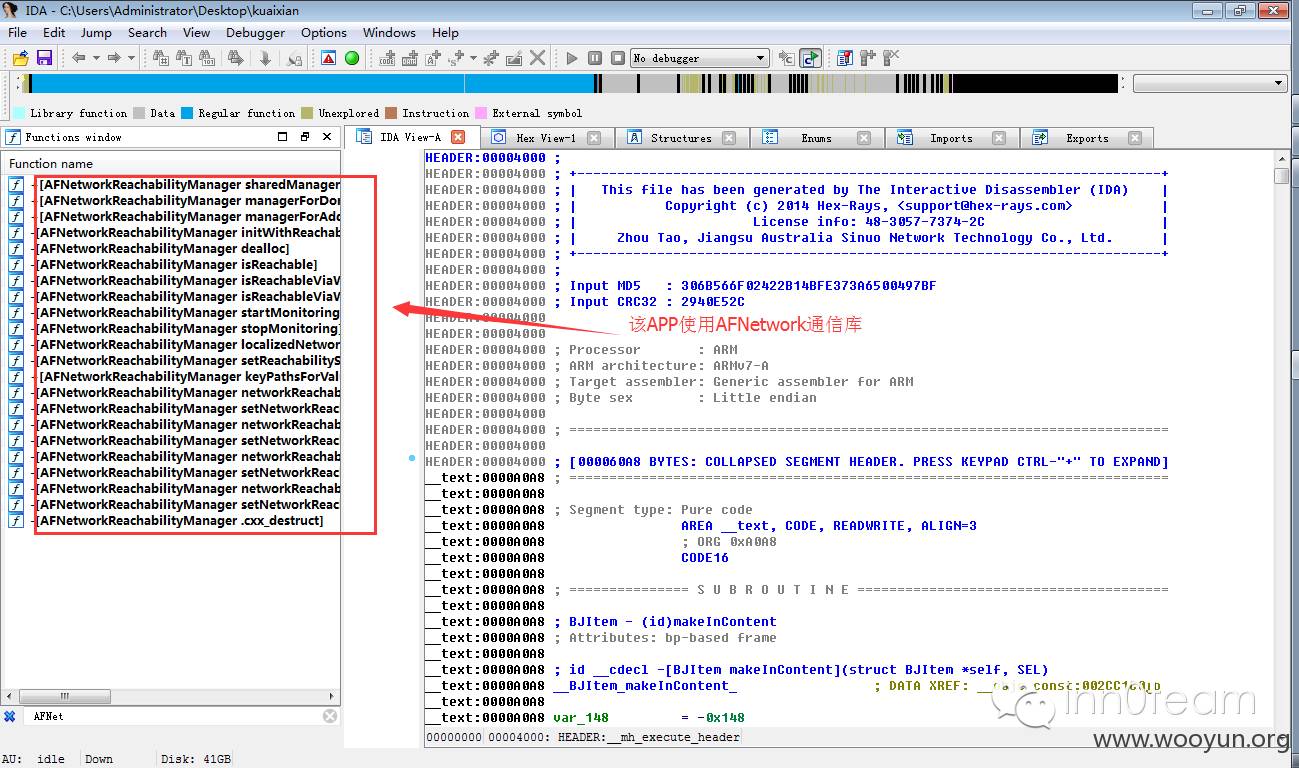 IDA - C:\Users\Administrator\Desktop\kuaixian
File Edit Jump Search View Debugger Options Windows Help
No debugger
Library function Data Regular function Unexplored Instruction External symbol
Functions window
IDA View-A Hex View-1 Structures Enums Imports Exports
Function name
[AFNetworkReachabilityManager sharedManager
[AFNetworkReachabilityManager managerForDor
[AFNetworkReachabilityManager managerForAdd
-[AFNetworkReachabilityManager initWithReachab
-[AFNetworkReachabilityManager dealloc]
-[AFNetworkReachabilityManager isReachable]
-[AFNetworkReachabilityManager isReachableViaV
-[AFNetworkReachabilityManager isReachableViaV
-[AFNetworkReachabilityManager startMonitoring
-[AFNetworkReachabilityManager stopMonitoring]
-[AFNetworkReachabilityManager localizedNetwor
-[AFNetworkReachabilityManager setReachabilityS
[AFNetworkReachabilityManager keyPathsForVal
-[AFNetworkReachabilityManager networkReachab
-[AFNetworkReachabilityManager setNetworkReac
-[AFNetworkReachabilityManager networkReachab
-[AFNetworkReachabilityManager setNetworkReac
-[AFNetworkReachabilityManager networkReachab
-[AFNetworkReachabilityManager setNetworkReac
-[AFNetworkReachabilityManager networkReachab
-[AFNetworkReachabilityManager setNetworkReac
-[AFNetworkReachabilityManager .cxx_destruct]
AFNet
HEADER:00004000 ;
HEADER:00004000 ; +-------------------------------------------------------------------------+
HEADER:00004000 ; | This file has been generated by The Interactive Disassembler (IDA) |
HEADER:00004000 ; | Copyright (c) 2014 Hex-Rays, <support@hex-rays.com> |
HEADER:00004000 ; | License info: 48-3057-7374-2C |
HEADER:00004000 ; | Zhou Tao, Jiangsu Australia Sinuo Network Technology Co., Ltd. |
HEADER:00004000 ; +-------------------------------------------------------------------------+
HEADER:00004000 ;
HEADER:00004000 ; Input MD5 : 306B566F02422B14BFE373A6500497BF
HEADER:00004000 ; Input CRC32 : 2940E52C
HEADER:00004000
该APP使用AFNetwork通信库
HEADER:00004000
HEADER:00004000 ; Processor : ARM
HEADER:00004000 ; ARM architecture: ARMv7-A
HEADER:00004000 ; Target assembler: Generic assembler for ARM
HEADER:00004000 ; Byte sex : Little endian
HEADER:00004000
HEADER:00004000 ; ===========================================================================
HEADER:00004000
HEADER:00004000 ; [000060A8 BYTES: COLLAPSED SEGMENT HEADER. PRESS KEYPAD CTRL-"+" TO EXPAND]
__text:0000A0A8 ; ===========================================================================
__text:0000A0A8
__text:0000A0A8 ; Segment type: Pure code
__text:0000A0A8 AREA __text, CODE, READWRITE, ALIGN=3
__text:0000A0A8 ; ORG 0xA0A8
__text:0000A0A8 CODE16
__text:0000A0A8
__text:0000A0A8 ; =============== S U B R O U T I N E =======================================
__text:0000A0A8
__text:0000A0A8 ; BJItem - (id)makeInContent
__text:0000A0A8 ; Attributes: bp-based frame
__text:0000A0A8
__text:0000A0A8 ; id __cdecl -[BJItem makeInContent](struct BJItem *self, SEL)
__text:0000A0A8 __BJItem_makeInContent_ ; DATA XREF:
__text:0000A0A8
__text:0000A0A8 var_148 = -0x148
00000000 00004000: HEADER:__mh_execute_header
AU: idle Down Disk: 41GB
Inn0Team
www.wooyun.org